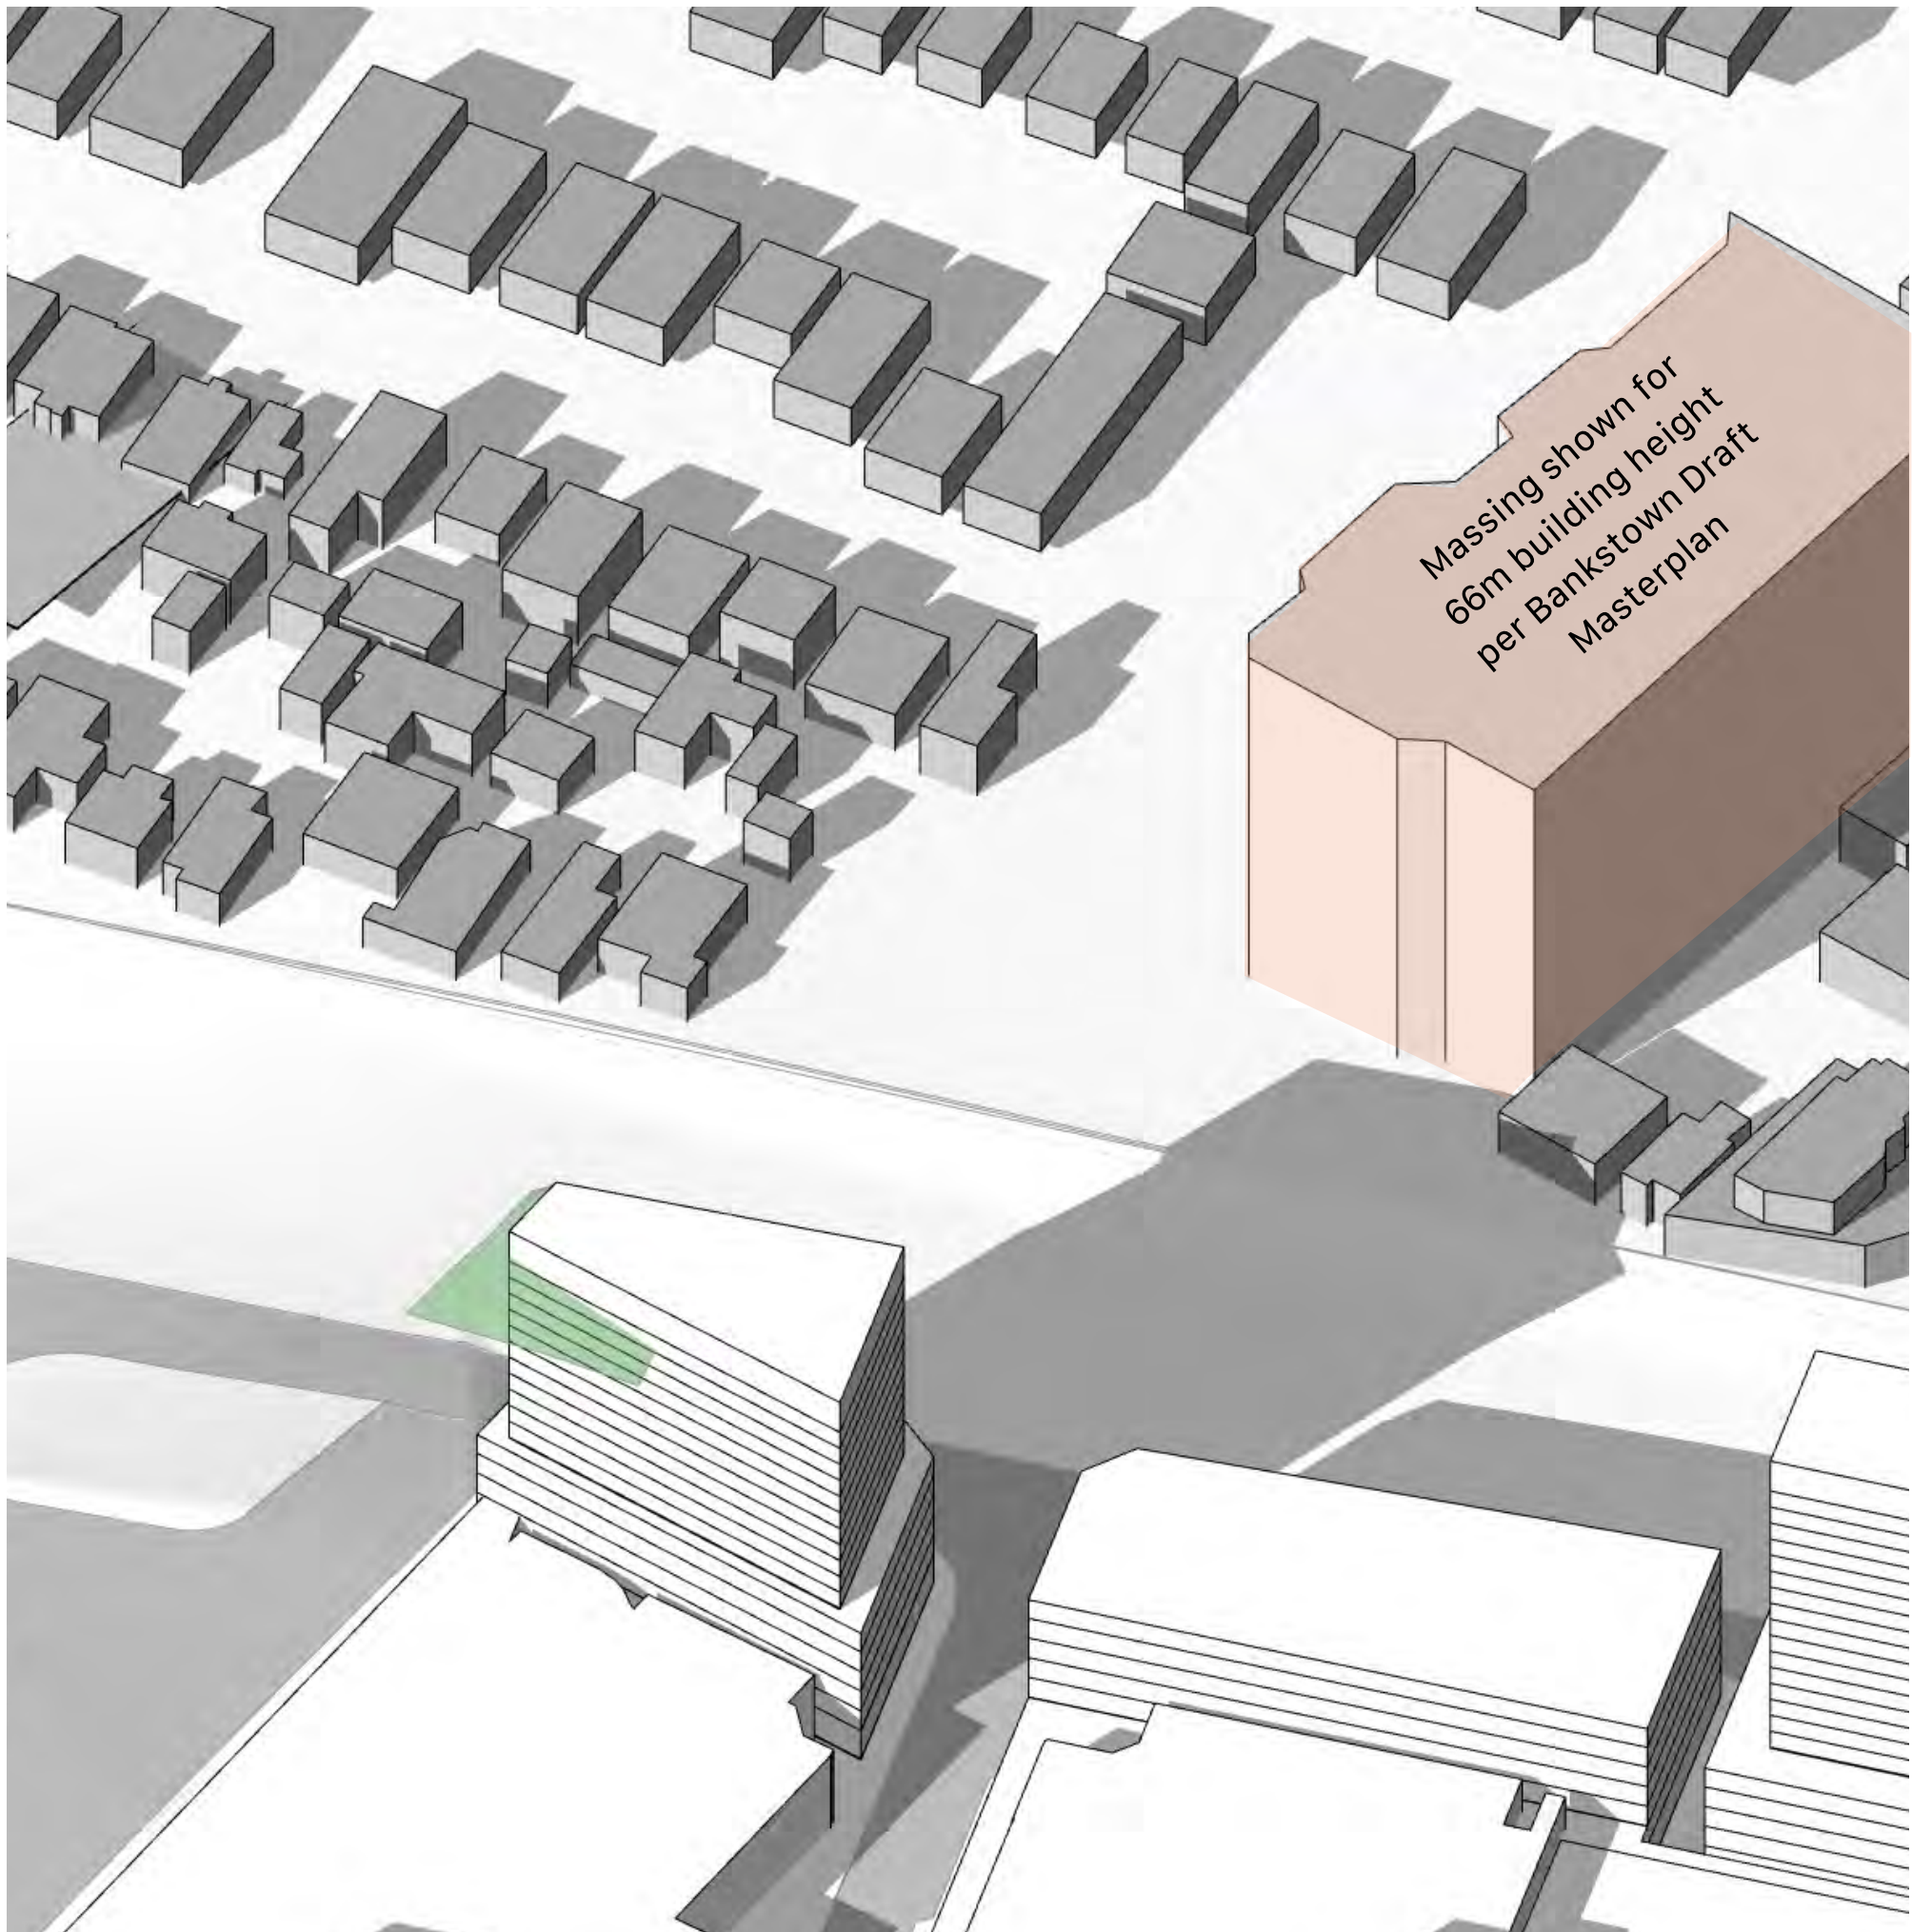 Massing shown for
66m building height
per Bankstown Draft
Masterplan